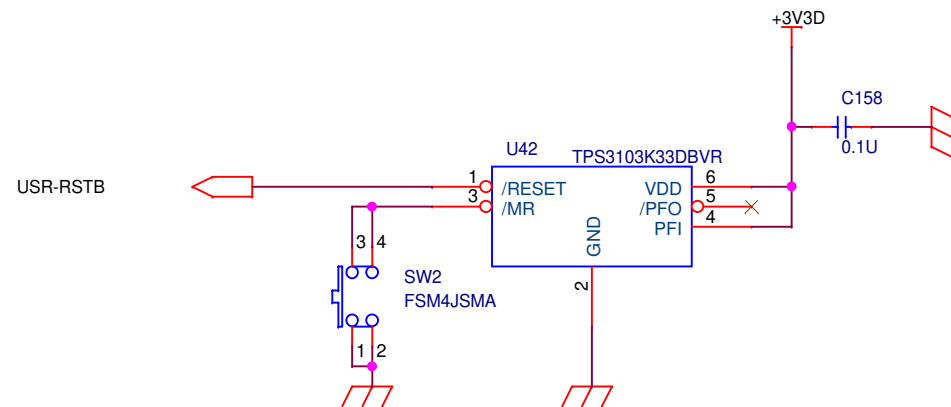 +3V3D
C158
0.1U
U42
TPS3103K33DBVR
USR-RSTB
1
/RESET
VDD
6
3
/MR
/PFO
5
PFI
4
GND
2
3
4
SW2
FSM4JSMA
1
2